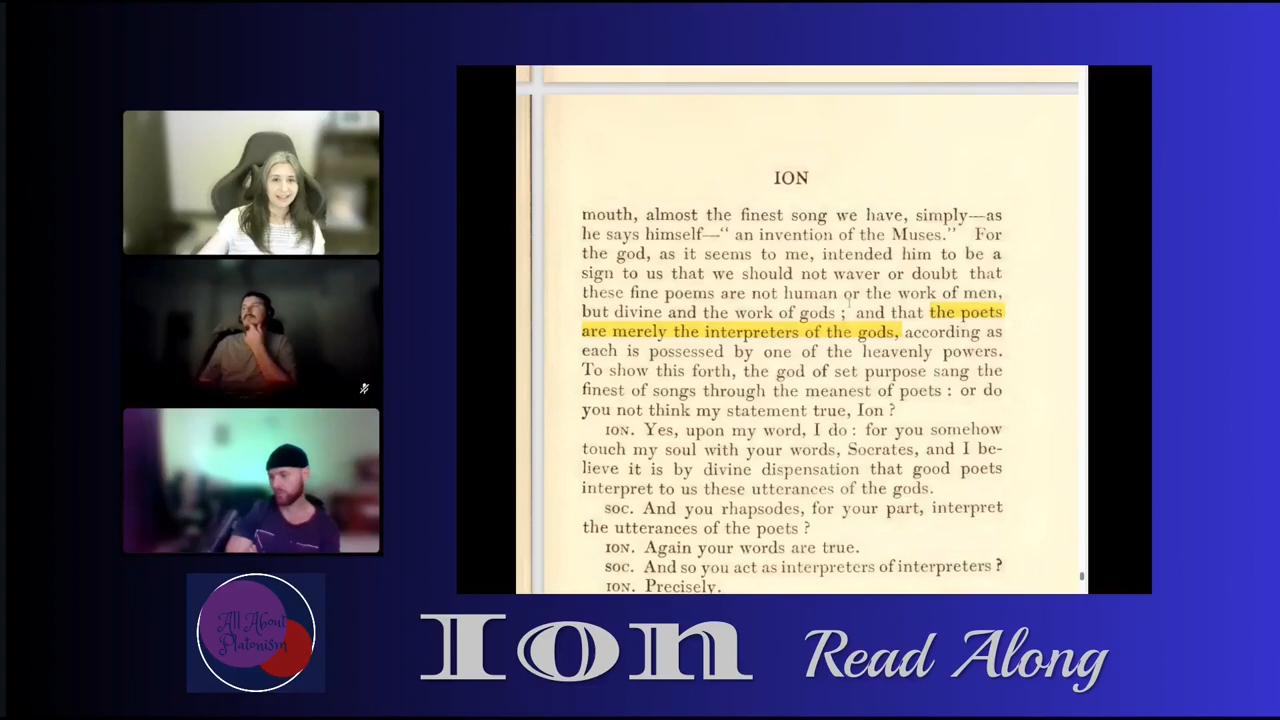 ION
mouth, almost the finest song we have, simply—as
he says himself—“ an invention of the Muses.” For
the god, as it seems to me, intended him to be a
sign to us that we should not waver or doubt that
these fine poems are not human or the work of men,
but divine and the work of gods ; and that the poets
are merely the interpreters of the gods, according as
each is possessed by one of the heavenly powers.
To show this forth, the god of set purpose sang the
finest of songs through the meanest of poets : or do
you not think my statement true, Ion ?
ION. Yes, upon my word, I do : for you somehow
touch my soul with your words, Socrates, and I be-
lieve it is by divine dispensation that good poets
interpret to us these utterances of the gods.
SOC. And you rhapsodes, for your part, interpret
the utterances of the poets ?
ION. Again your words are true.
SOC. And so you act as interpreters of interpreters ?
ION. Precisely.
All About
Platonism
Ion Read Along